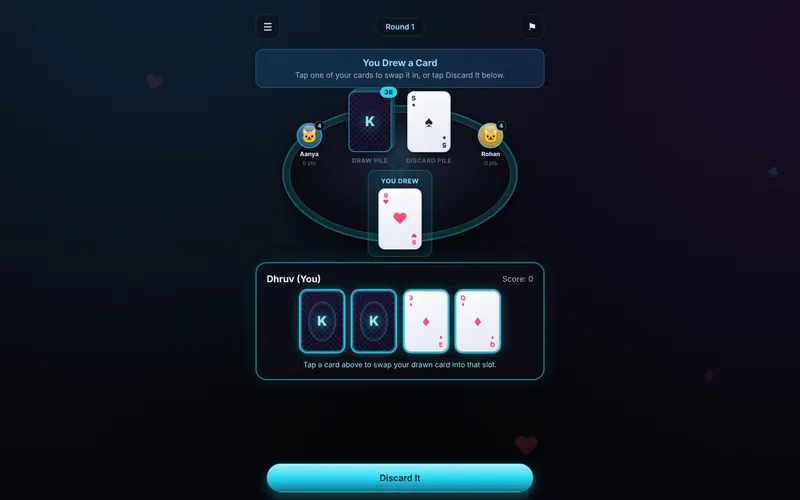 Round 1
You Drew a Card
Tap one of your cards to swap it in, or tap Discard It below.
38
K
5
5
4
Aanya
0 pts
4
Rohan
0 pts
DRAW PILE
DISCARD PILE
YOU DREW
9
9
Dhruv (You)
Score: 0
K
K
3
3
Q
Q
Tap a card above to swap your drawn card into that slot.
Discard It